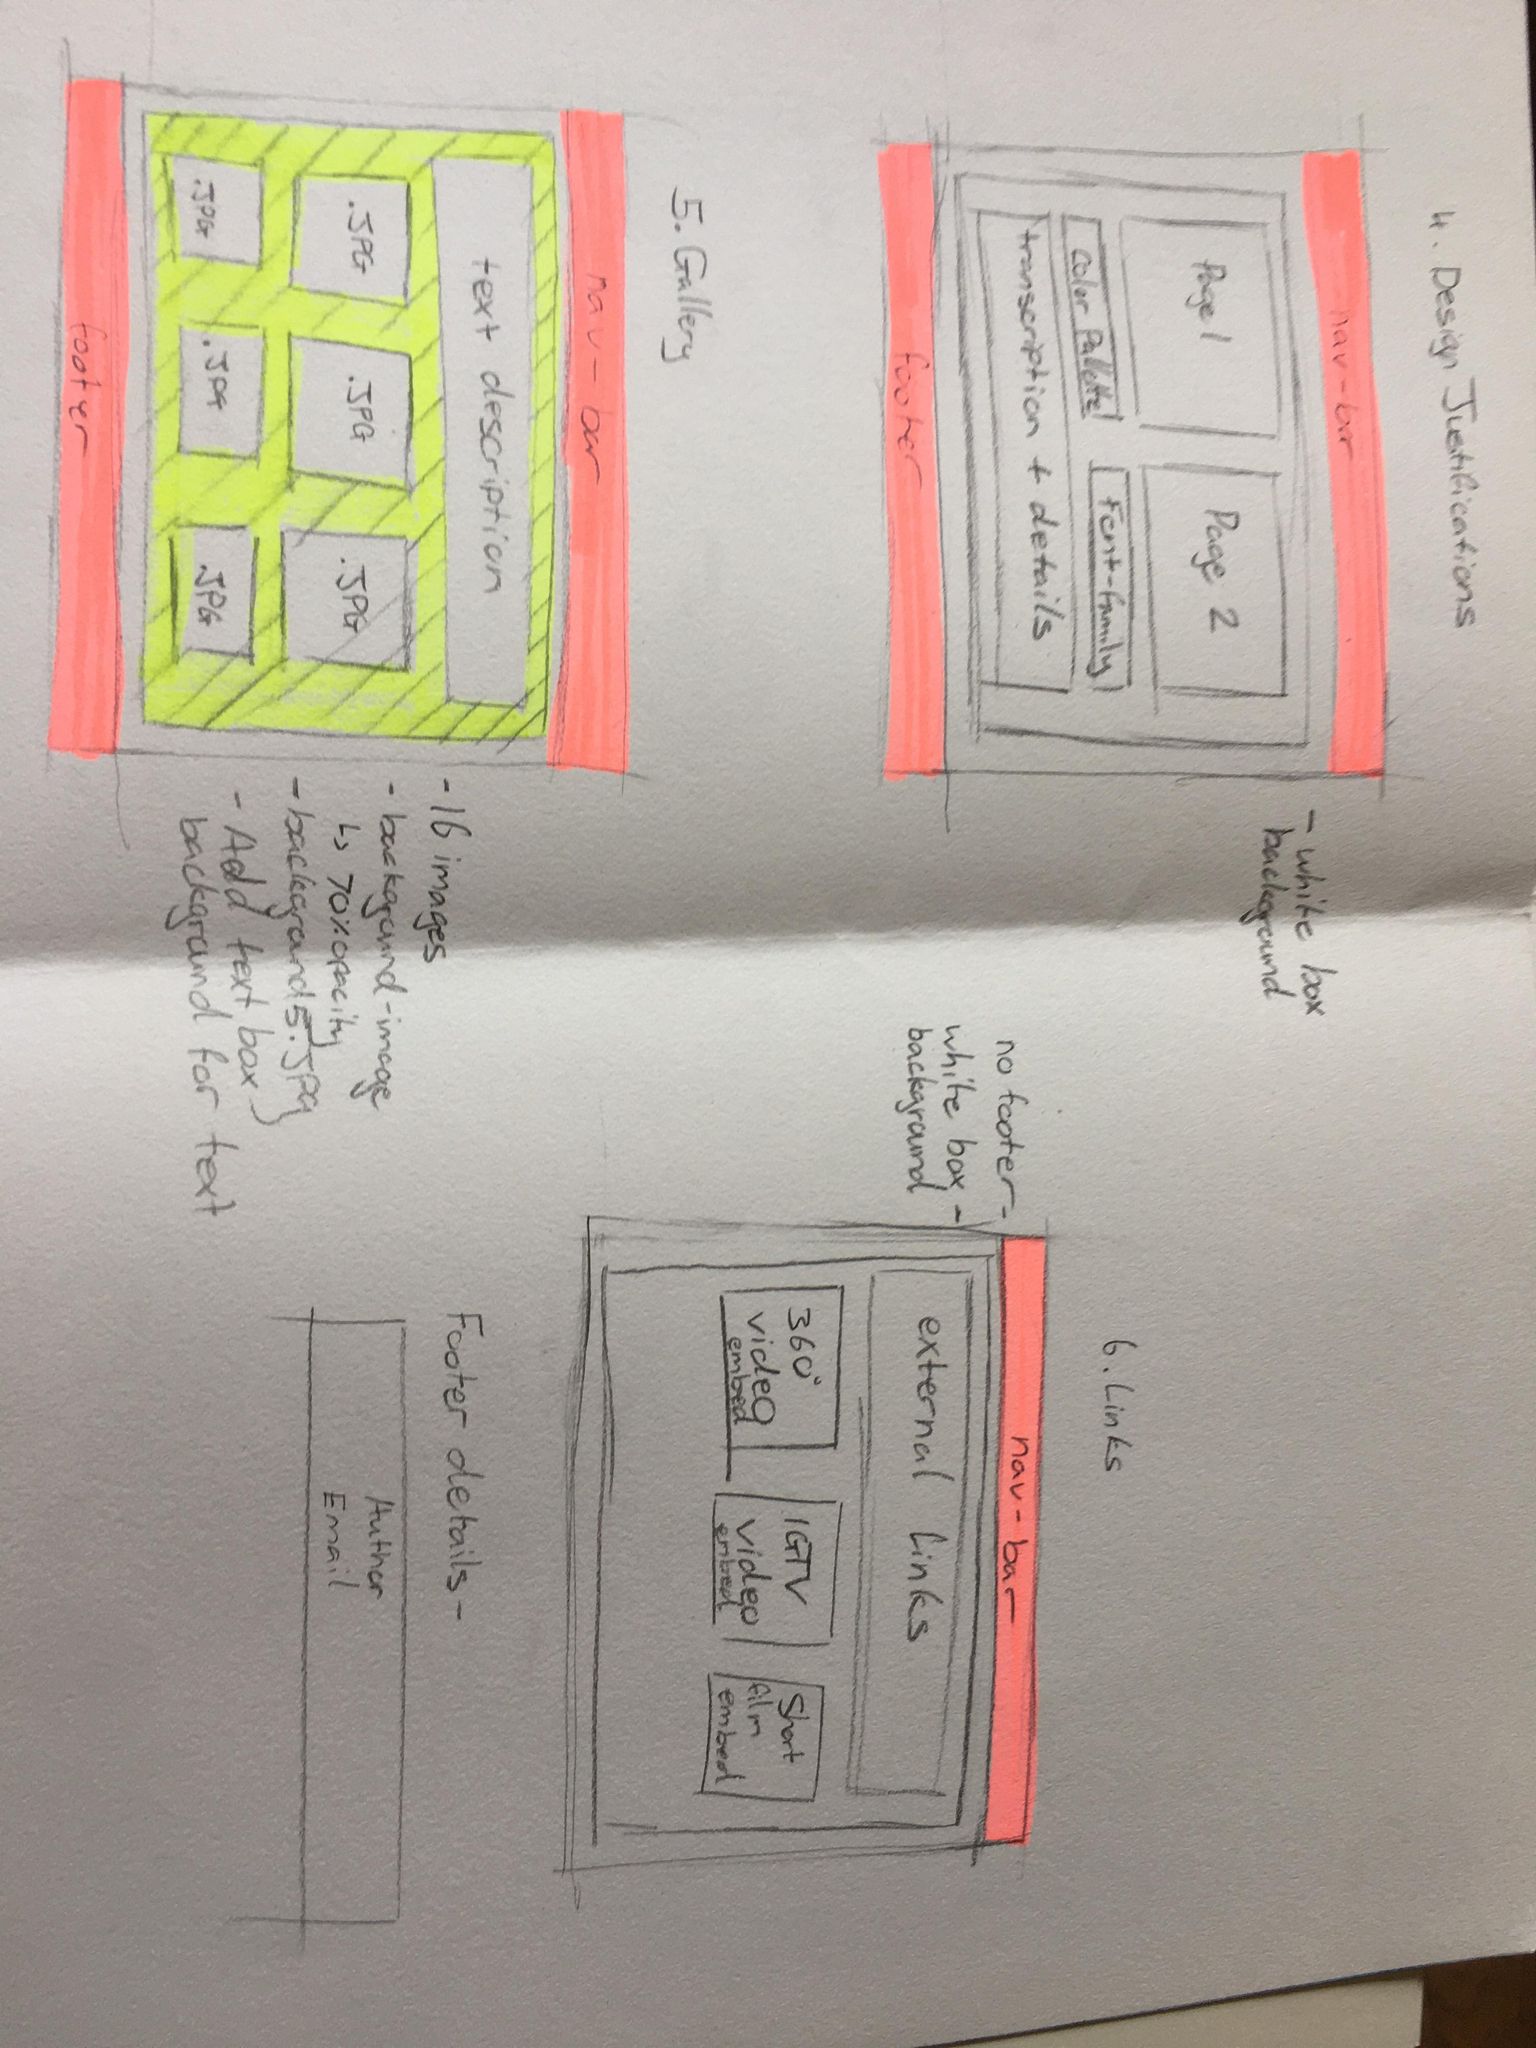 4. Design Justifications
nav-bar
- white box
background
Page 1
Page 2
Color Pallette
Font-family
transcription + details
footer
5. Gallery
nav-bar
text description
.JPG
.JPG
.JPG
.JPG
.JPG
.JPG
footer
- 16 images
- background-image
↳ 70% opacity
- background5.JPG
- Add text box
background for text
6. Links
no footer-
white box -
background
nav-bar
external Links
360°
video
embed
IGTV
video
embed
Short
film
embed
Footer details-
Author
Email